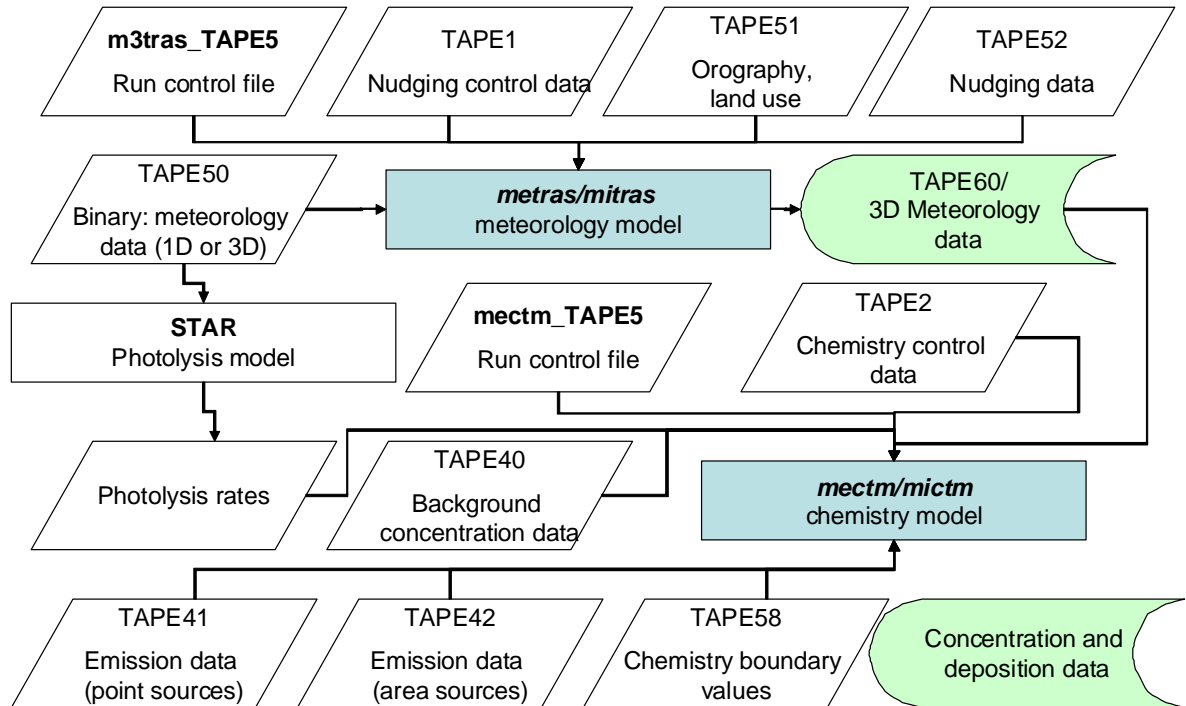 m3tras_TAPE5
Run control file
TAPE1
Nudging control data
TAPE51
Orography,
land use
TAPE52
Nudging data
TAPE50
Binary: meteorology
data (1D or 3D)
metras/mitras
meteorology model
TAPE60/
3D Meteorology
data
STAR
Photolysis model
mectm_TAPE5
Run control file
TAPE2
Chemistry control
data
Photolysis rates
TAPE40
Background
concentration data
mectm/mictm
chemistry model
TAPE41
Emission data
(point sources)
TAPE42
Emission data
(area sources)
TAPE58
Chemistry boundary
values
Concentration and
deposition data